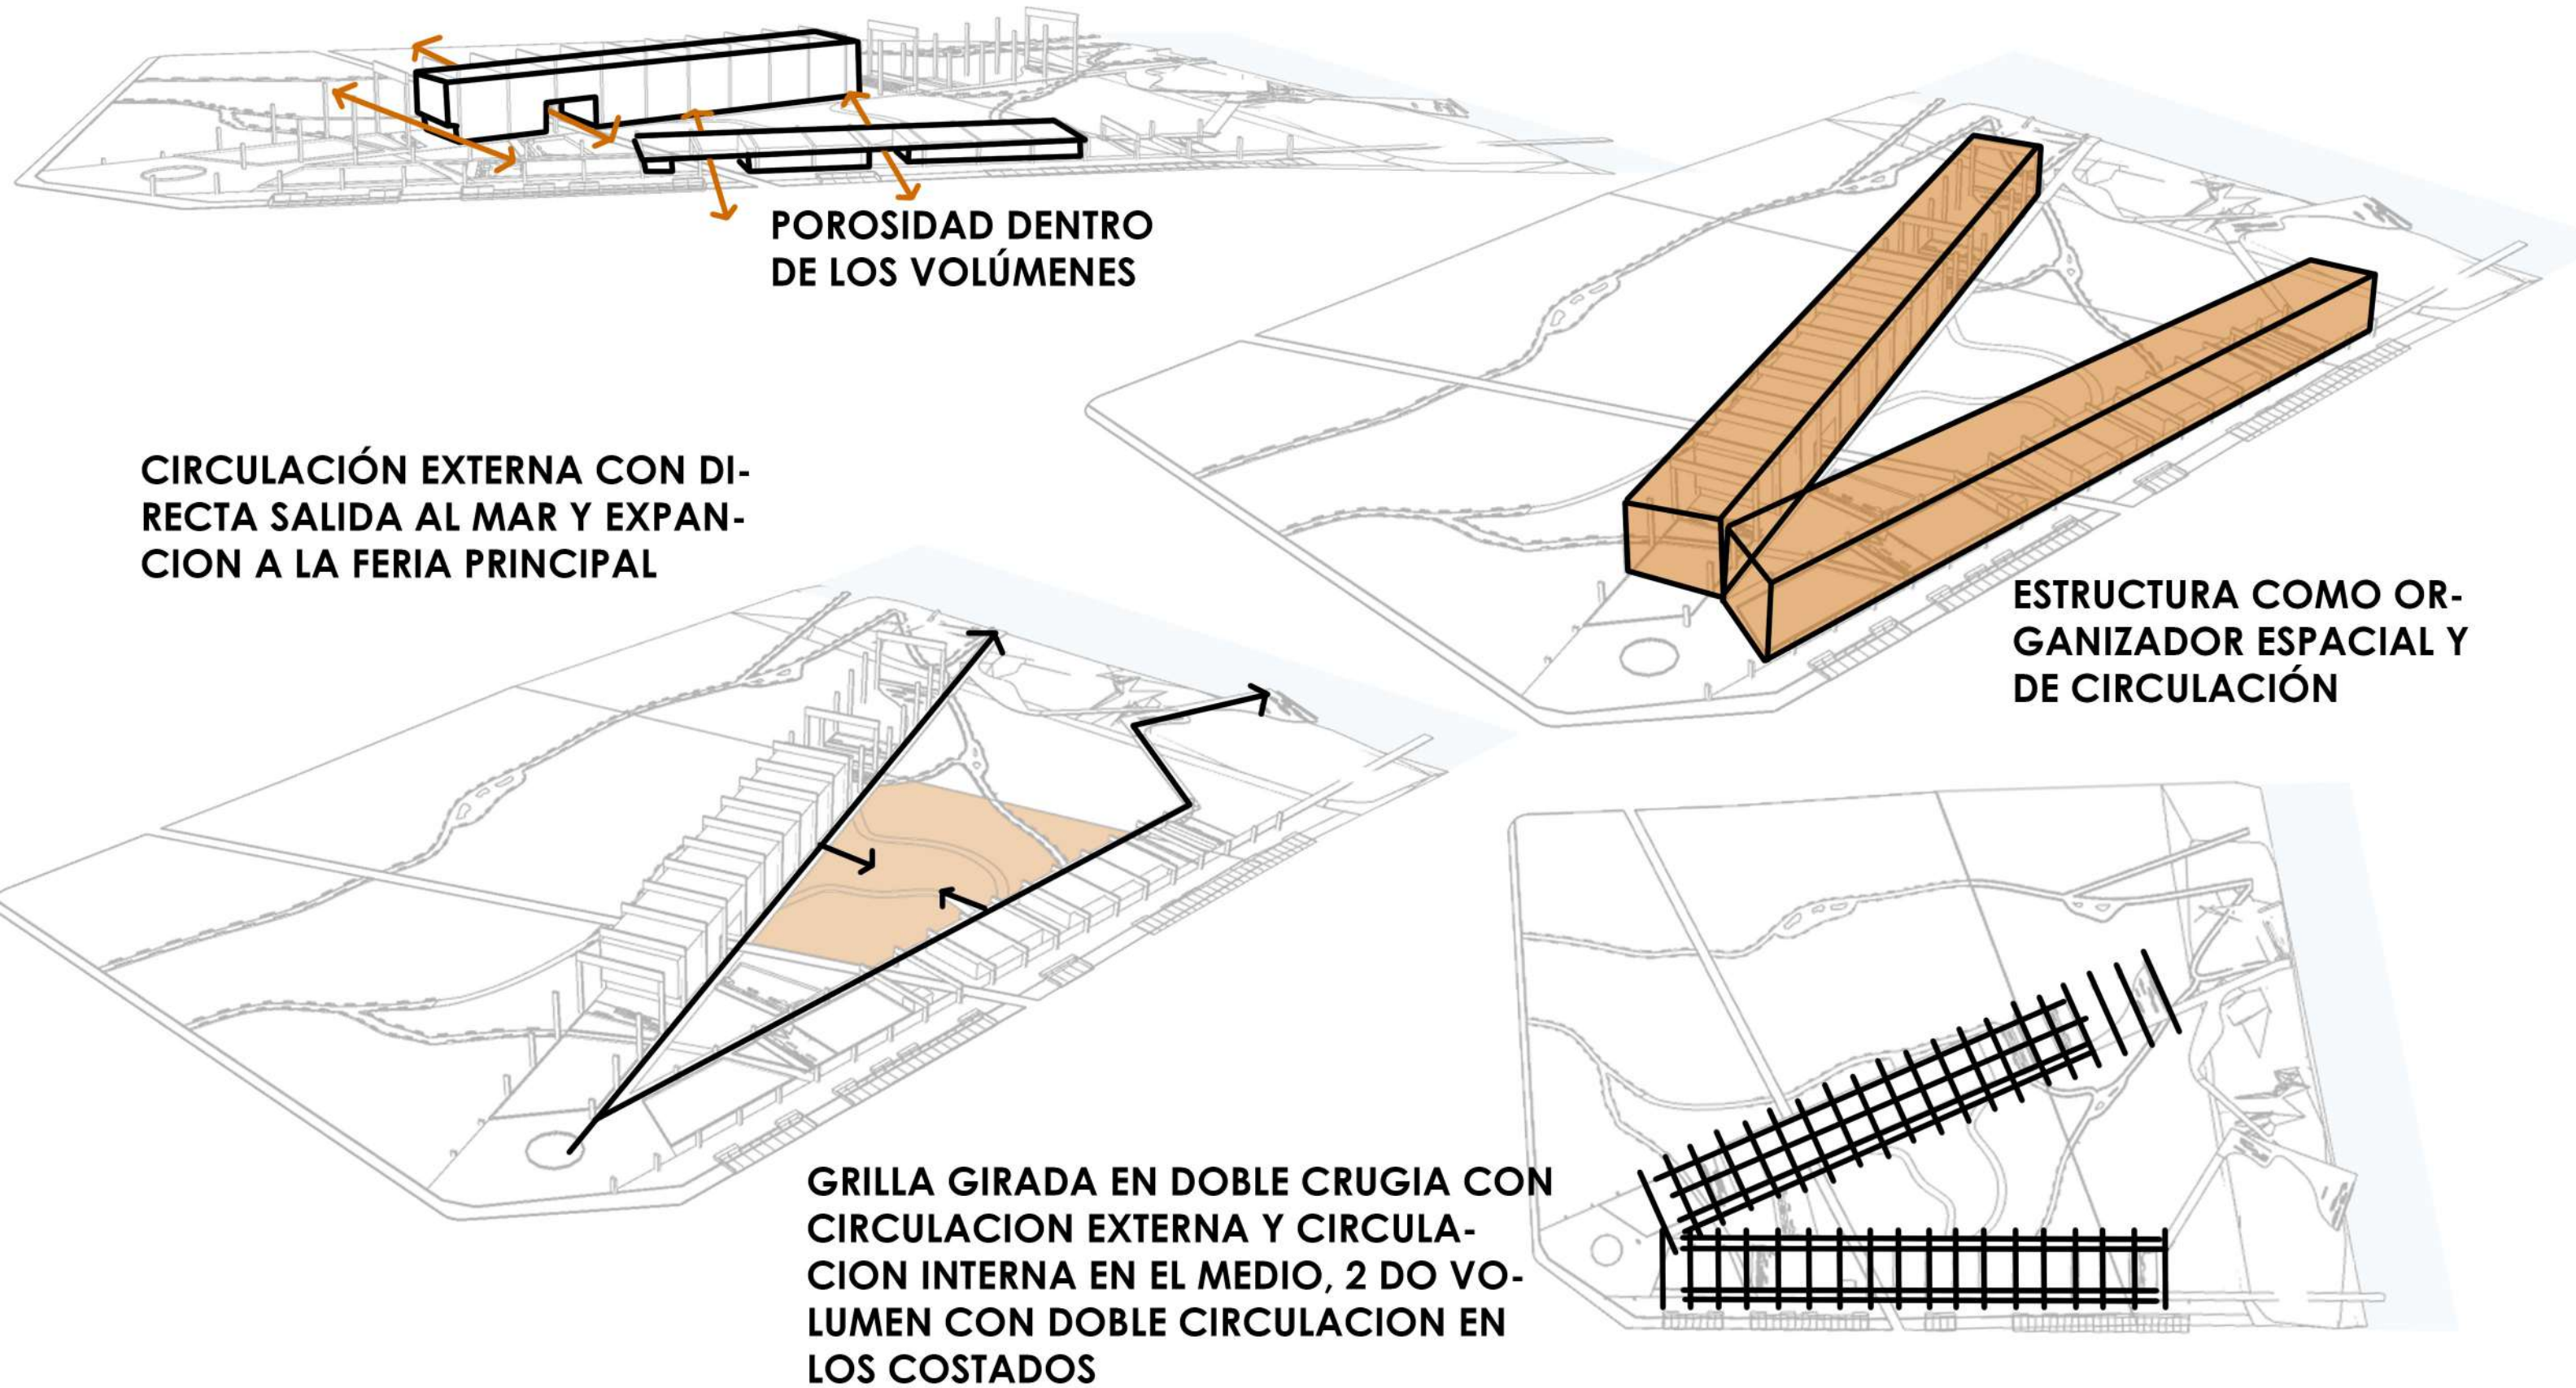 POROSIDAD DENTRO
DE LOS VOLÚMENES
CIRCULACIÓN EXTERNA CON DI-
RECTA SALIDA AL MAR Y EXPAN-
CION A LA FERIA PRINCIPAL
ESTRUCTURA COMO OR-
GANIZADOR ESPACIAL Y
DE CIRCULACIÓN
GRILLA GIRADA EN DOBLE CRUGIA CON
CIRCULACION EXTERNA Y CIRCULA-
CION INTERNA EN EL MEDIO, 2 DO VO-
LUMEN CON DOBLE CIRCULACION EN
LOS COSTADOS